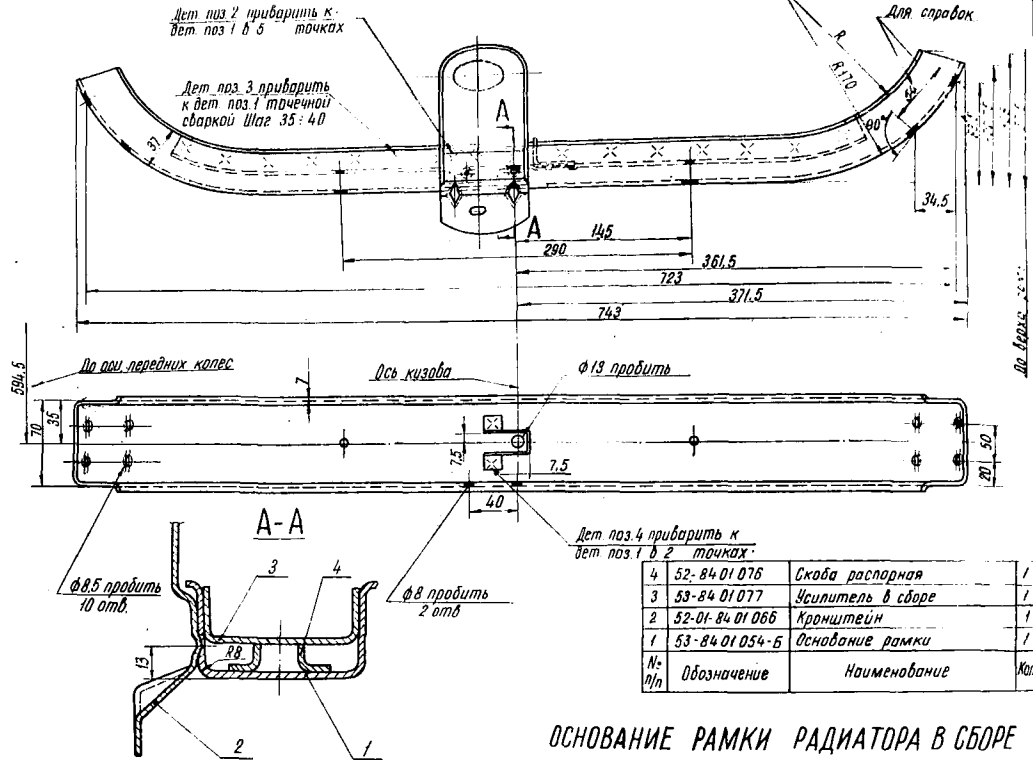 Дет. поз. 2 приварить к
дет. поз. 1 в 5 точках
Для справок
Дет. поз. 3 приварить
к дет. поз. 1 точечной
сваркой Шаг 35÷40
A
R
R170
37
90°
34,5
A
145
290
361,5
723
371,5
743
До верха
594,5
До оси передних колес
Ось кузова
ϕ13 пробить
7
35
70
7,5
7,5
50
20
40
А-А
Дет. поз. 4 приварить к
дет. поз. 1 в 2 точках
ϕ8,5 пробить
10 отв.
3
4
ϕ8 пробить
2 отв
13
R8
2
1
4 52-8401076 Скоба распорная 1
3 53-8401077 Усилитель в сборе 1
2 52-01-8401066 Кронштейн 1
1 53-8401054-Б Основание рамки 1
№ п/п Обозначение Наименование Кол
ОСНОВАНИЕ РАМКИ РАДИАТОРА В СБОРЕ